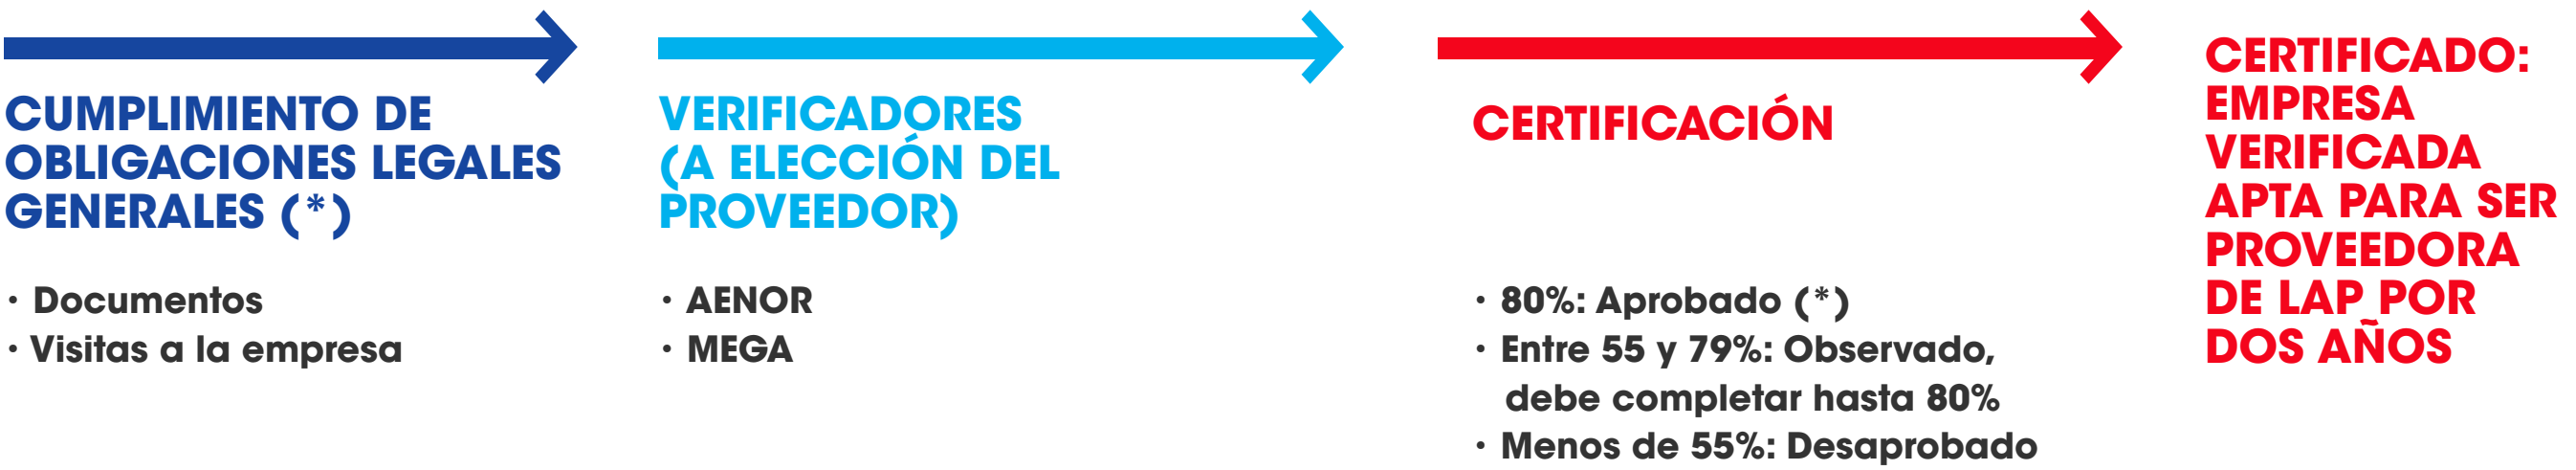 CUMPLIMIENTO DE
OBLIGACIONES LEGALES
GENERALES (*)
· Documentos
· Visitas a la empresa
VERIFICADORES
(A ELECCIÓN DEL
PROVEEDOR)
· AENOR
· MEGA
CERTIFICACIÓN
· 80%: Aprobado (*)
· Entre 55 y 79%: Observado,
debe completar hasta 80%
· Menos de 55%: Desaprobado
CERTIFICADO:
EMPRESA
VERIFICADA
APTA PARA SER
PROVEEDORA
DE LAP POR
DOS AÑOS